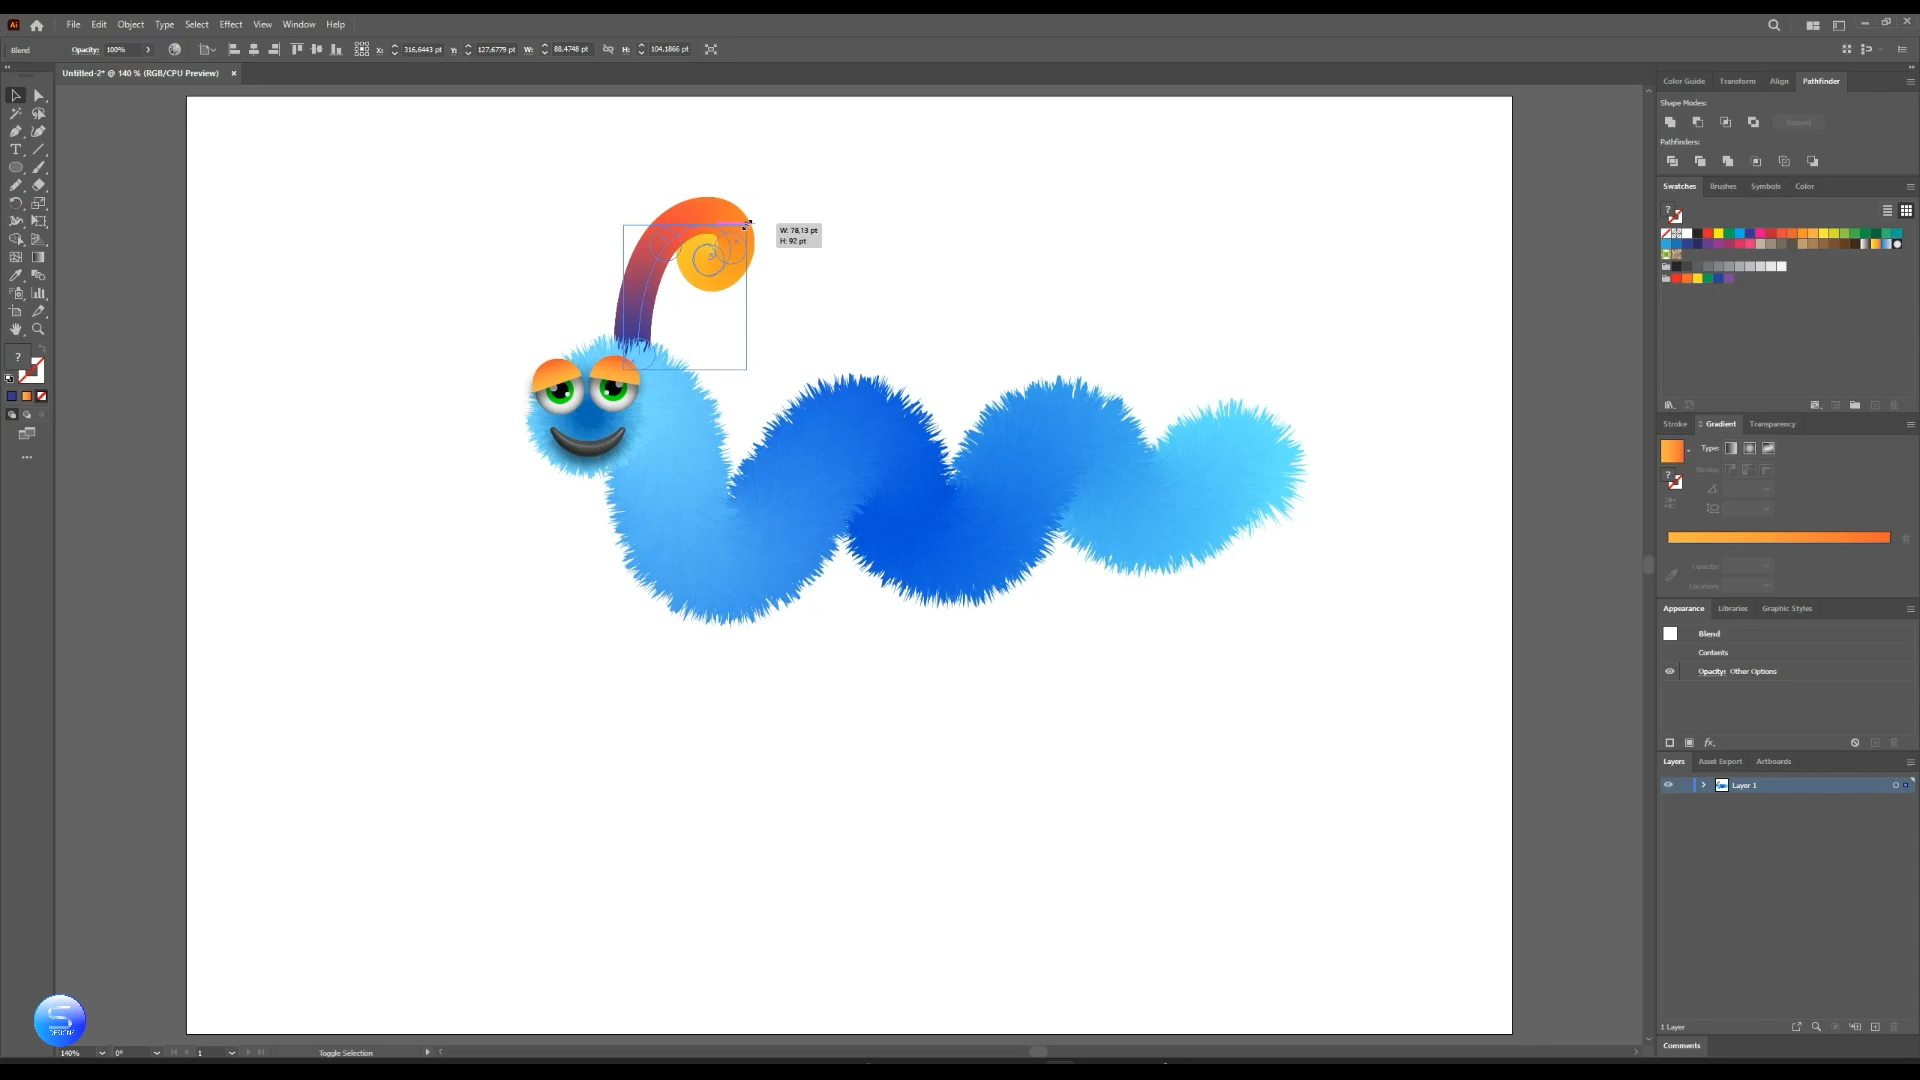 Ai File Edit Object Type Select Effect View Window Help
Blend Opacity: 100% X: 316,6443 pt Y: 127,6779 pt W: 88,4748 pt H: 104,1866 pt
Untitled-2* @ 140 % (RGB/CPU Preview) ×
Color Guide Transform Align Pathfinder
Shape Modes:
Expand
Pathfinders:
Swatches Brushes Symbols Color
W: 78,13 pt
H: 92 pt
Stroke Gradient Transparency
Type:
Stroke:
Opacity:
Location:
Appearance Libraries Graphic Styles
Blend
Contents
Opacity: Other Options
fx.
Layers Asset Export Artboards
Layer 1
S
DESIGNS
1 Layer
Comments
140% 0° 1 Toggle Selection